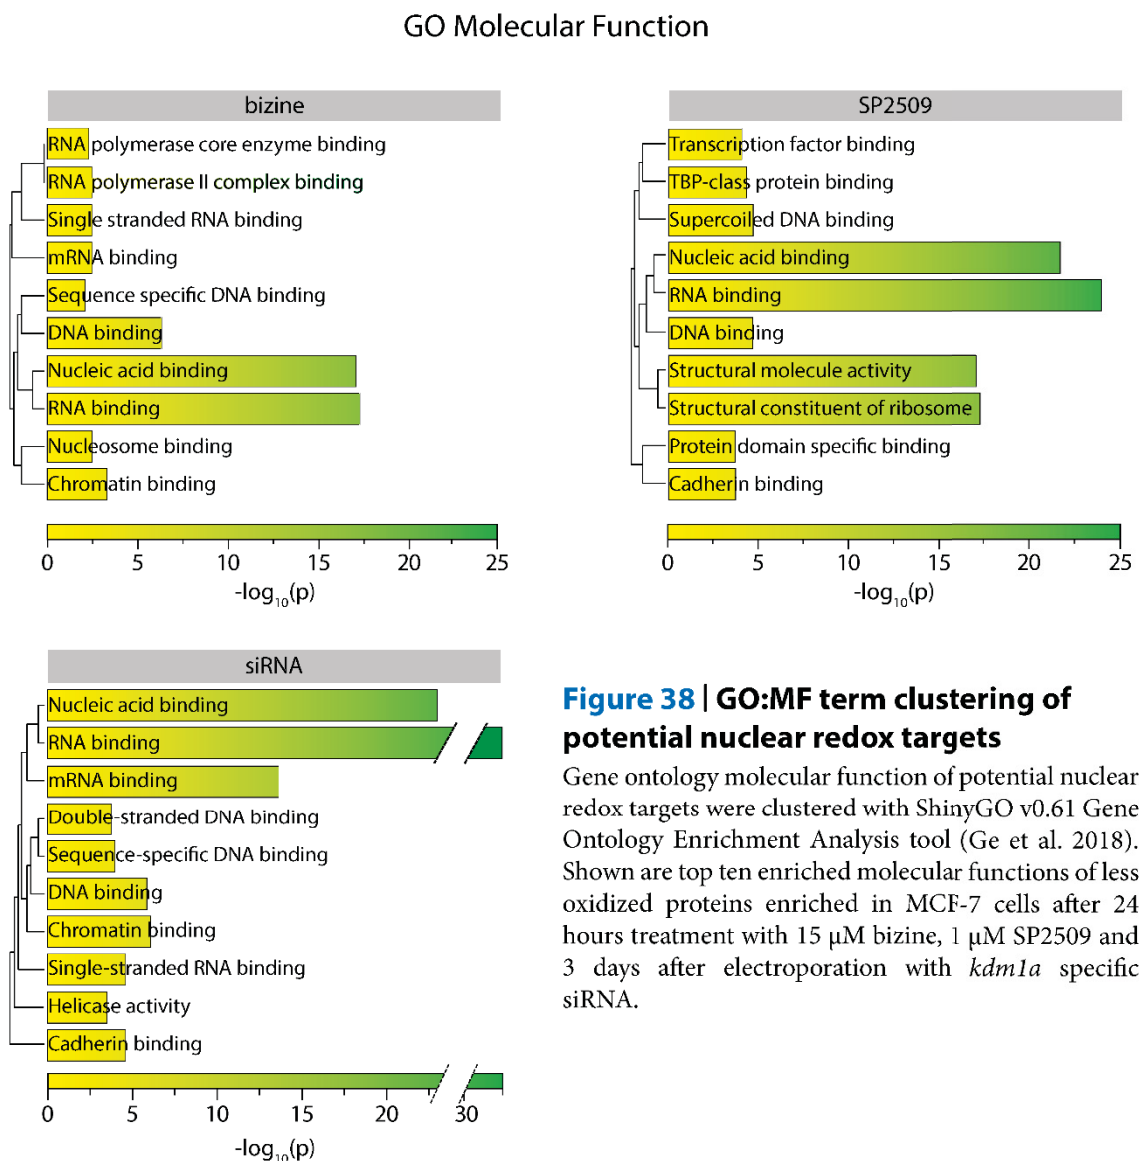 GO Molecular Function
bizine
RNA polymerase core enzyme binding
RNA polymerase II complex binding
Single stranded RNA binding
mRNA binding
Sequence specific DNA binding
DNA binding
Nucleic acid binding
RNA binding
Nucleosome binding
Chromatin binding
0 5 10 15 20 25
-log₁₀(p)
SP2509
Transcription factor binding
TBP-class protein binding
Supercoiled DNA binding
Nucleic acid binding
RNA binding
DNA binding
Structural molecule activity
Structural constituent of ribosome
Protein domain specific binding
Cadherin binding
0 5 10 15 20 25
-log₁₀(p)
siRNA
Nucleic acid binding
RNA binding
mRNA binding
Double-stranded DNA binding
Sequence-specific DNA binding
DNA binding
Chromatin binding
Single-stranded RNA binding
Helicase activity
Cadherin binding
0 5 10 15 20 30
-log₁₀(p)
Figure 38 | GO:MF term clustering of
potential nuclear redox targets
Gene ontology molecular function of potential nuclear
redox targets were clustered with ShinyGO v0.61 Gene
Ontology Enrichment Analysis tool (Ge et al. 2018).
Shown are top ten enriched molecular functions of less
oxidized proteins enriched in MCF-7 cells after 24
hours treatment with 15 µM bizine, 1 µM SP2509 and
3 days after electroporation with kdm1a specific
siRNA.